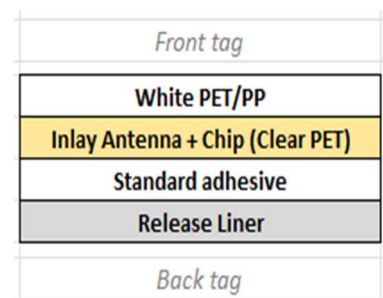 Front tag
White PET/PP
Inlay Antenna + Chip (Clear PET)
Standard adhesive
Release Liner
Back tag